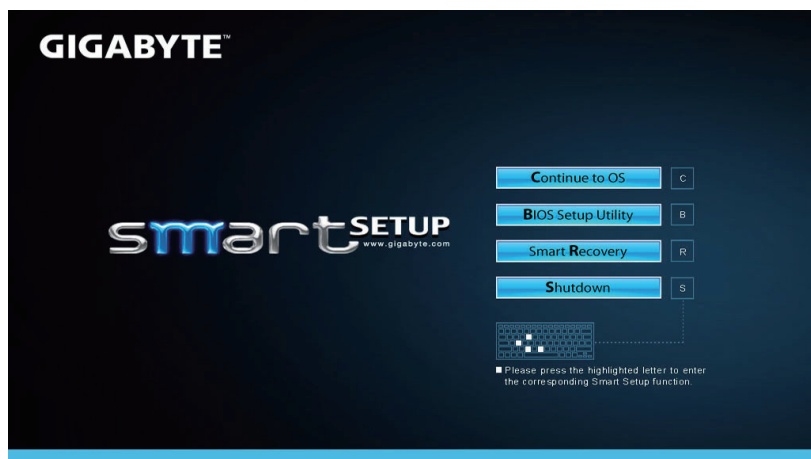 GIGABYTE™
smart SETUP
www.gigabyte.com
Continue to OS C
BIOS Setup Utility B
Smart Recovery R
Shutdown S
Please press the highlighted letter to enter
the corresponding Smart Setup function.